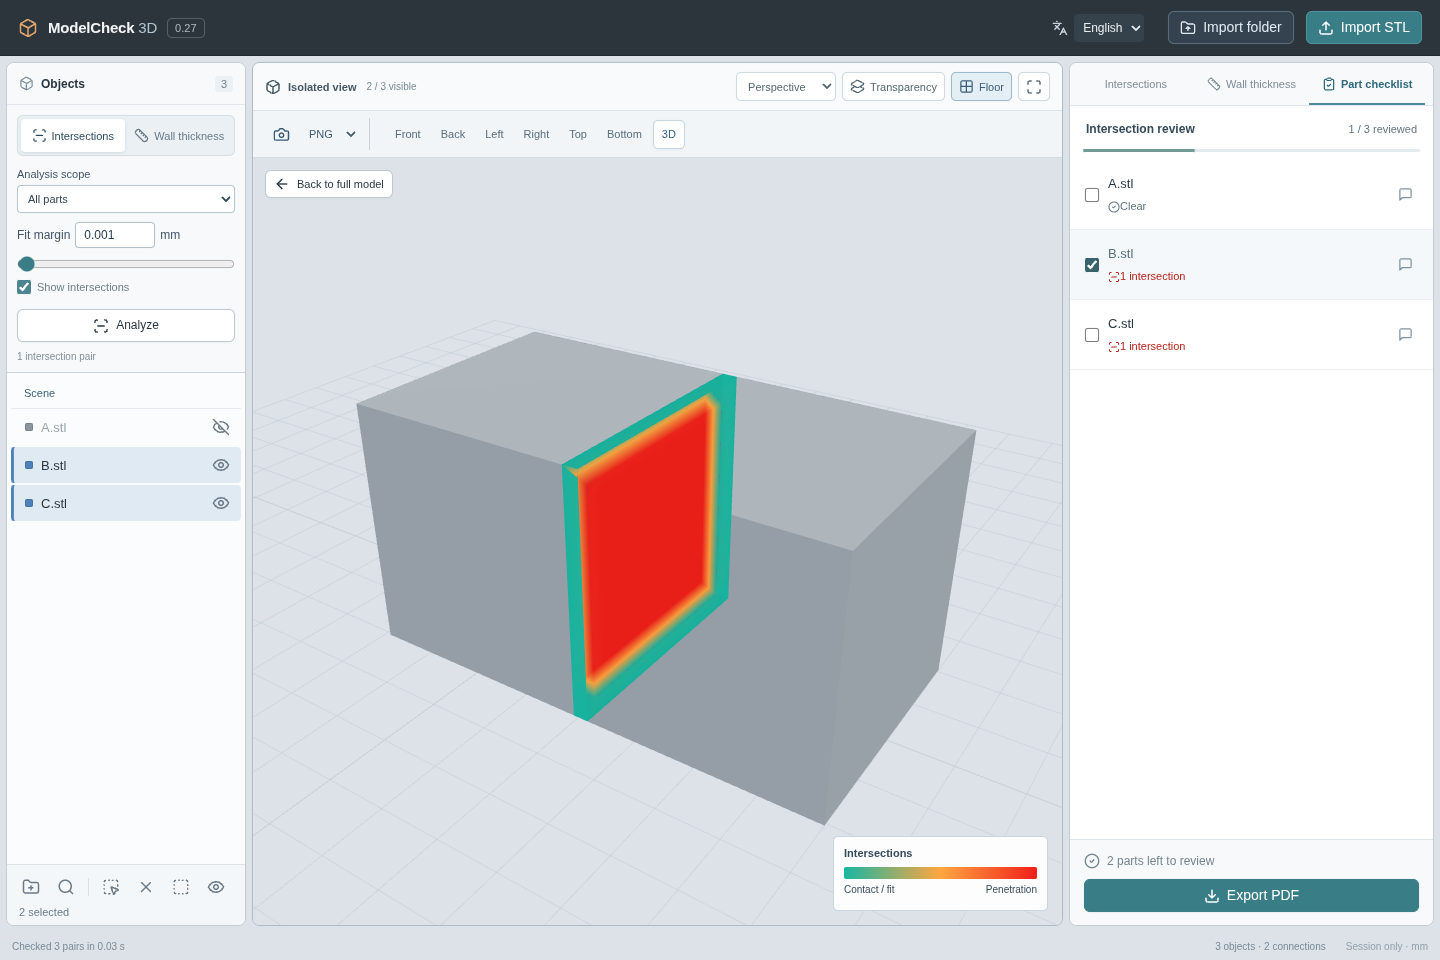 ModelCheck 3D 0.27
English
Import folder
Import STL
Objects 3
Intersections Wall thickness
Analysis scope
All parts
Fit margin 0.001 mm
Show intersections
Analyze
1 intersection pair
Scene
A.stl
B.stl
C.stl
2 selected
Isolated view 2 / 3 visible
Perspective Transparency Floor
PNG Front Back Left Right Top Bottom 3D
Back to full model
Intersections
Contact / fit Penetration
Intersections Wall thickness Part checklist
Intersection review 1 / 3 reviewed
A.stl
Clear
B.stl
1 intersection
C.stl
1 intersection
2 parts left to review
Export PDF
Checked 3 pairs in 0.03 s
3 objects · 2 connections Session only · mm